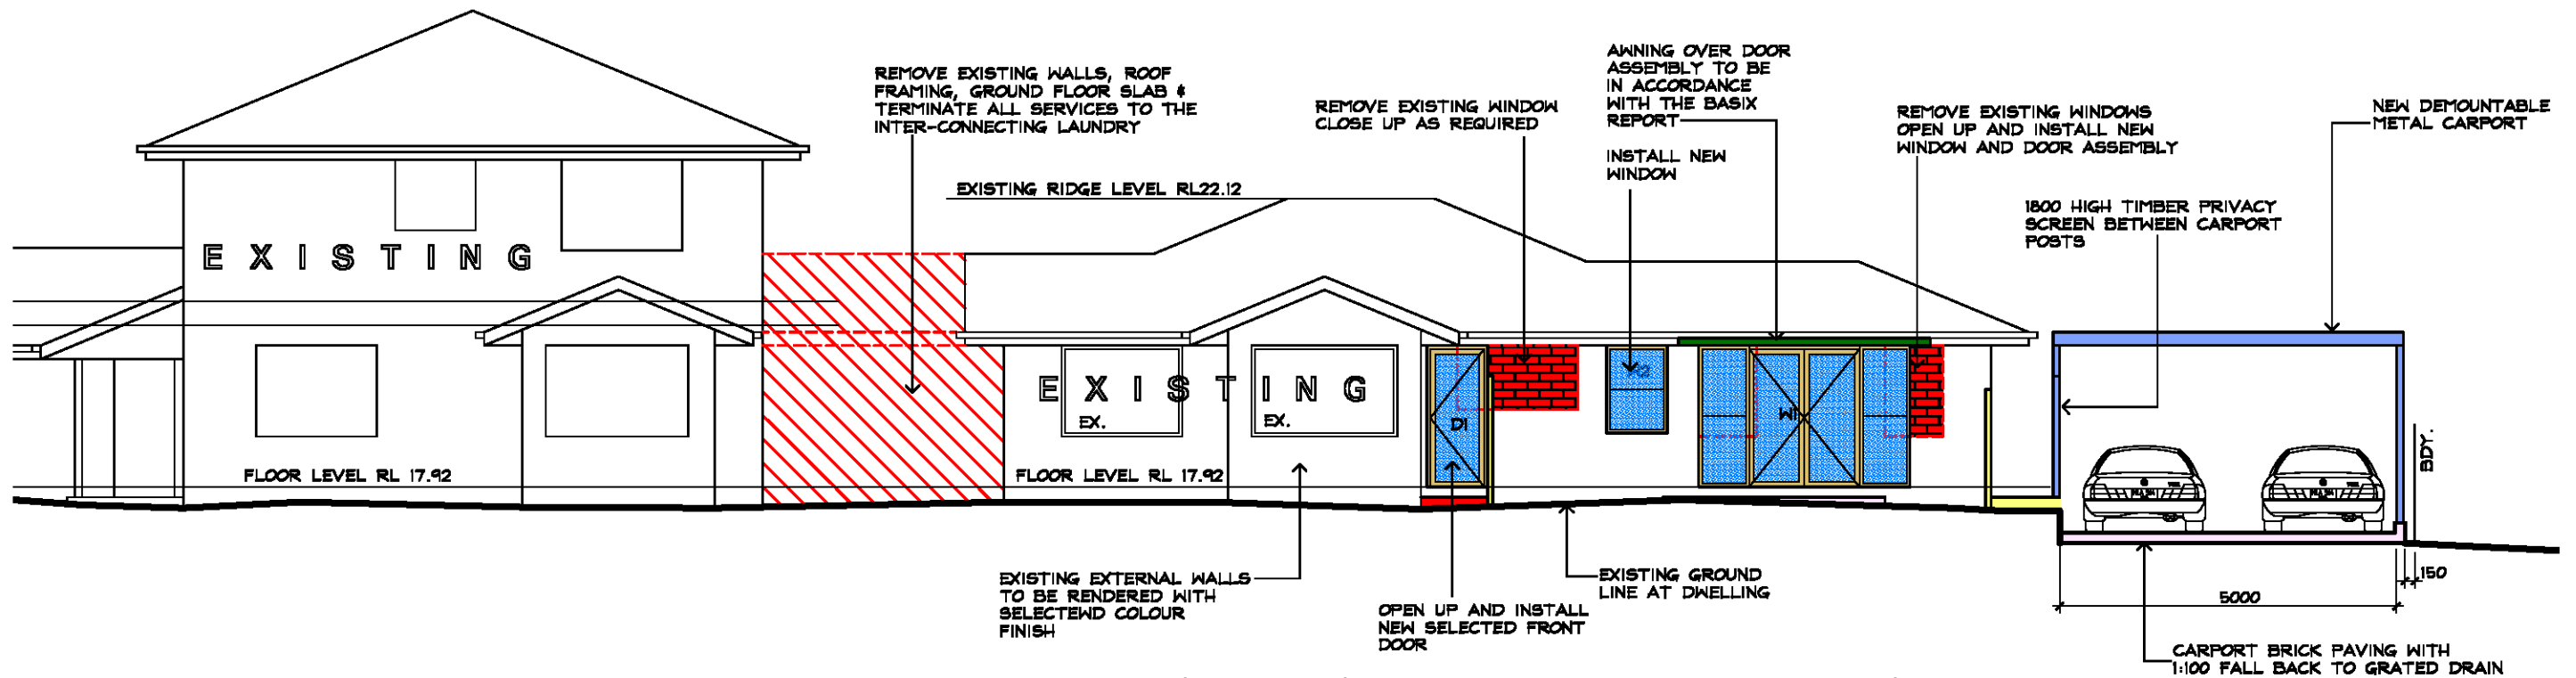 REMOVE EXISTING WALLS, ROOF
FRAMING, GROUND FLOOR SLAB &
TERMINATE ALL SERVICES TO THE
INTER-CONNECTING LAUNDRY
REMOVE EXISTING WINDOW
CLOSE UP AS REQUIRED
AWNING OVER DOOR
ASSEMBLY TO BE
IN ACCORDANCE
WITH THE BASIX
REPORT
INSTALL NEW
WINDOW
REMOVE EXISTING WINDOWS
OPEN UP AND INSTALL NEW
WINDOW AND DOOR ASSEMBLY
NEW DEMOUNTABLE
METAL CARPORT
1800 HIGH TIMBER PRIVACY
SCREEN BETWEEN CARPORT
POSTS
EXISTING RIDGE LEVEL RL22.12
EXISTING
EXISTING
EX.
EX.
D1
W1
BDY.
FLOOR LEVEL RL 17.92
FLOOR LEVEL RL 17.92
EXISTING EXTERNAL WALLS
TO BE RENDERED WITH
SELECTEWD COLOUR
FINISH
OPEN UP AND INSTALL
NEW SELECTED FRONT
DOOR
EXISTING GROUND
LINE AT DWELLING
150
5000
CARPORT BRICK PAVING WITH
1:100 FALL BACK TO GRATED DRAIN